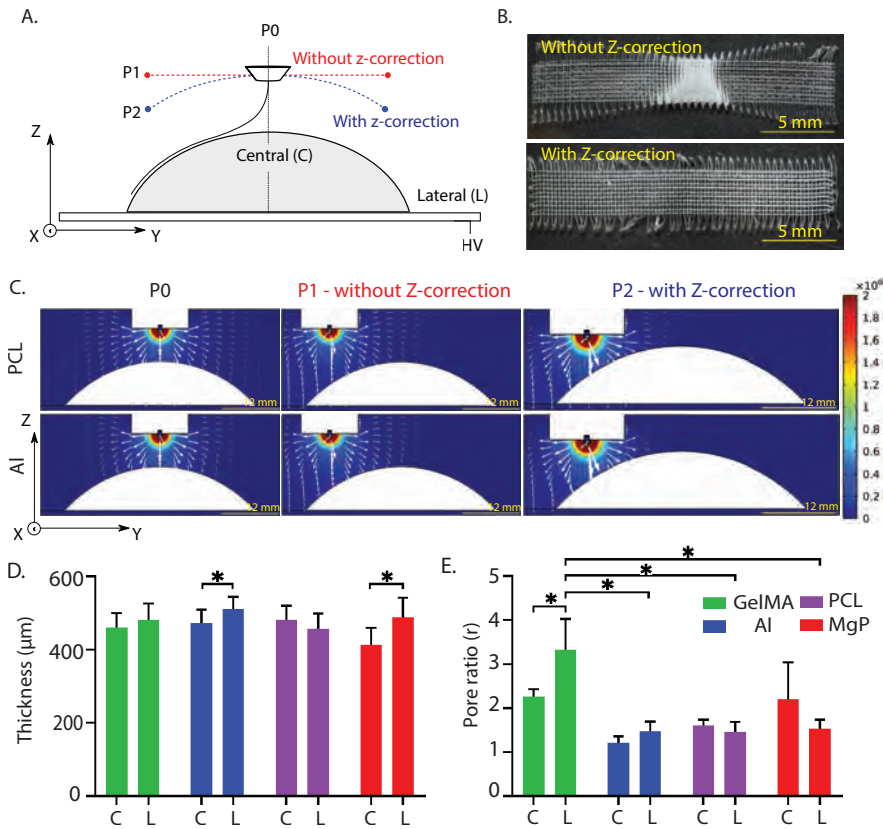 A.
P0
Without z-correction
P1
P2
With z-correction
Z
Central (C)
Lateral (L)
X
Y
HV
B.
Without Z-correction
5 mm
With Z-correction
5 mm
C.
P0
P1 - without Z-correction
P2 - with Z-correction
PCL
12 mm
12 mm
12 mm
Al
12 mm
12 mm
12 mm
Z
X
Y
2
1.8
1.6
1.4
1.2
1
0.8
0.6
0.4
0.2
0
D.
Thickness (µm)
600
400
200
0
*
*
C L C L C L C L
E.
Pore ratio (r)
5
4
3
2
1
0
*
*
*
*
GelMA
PCL
Al
MgP
C L C L C L C L